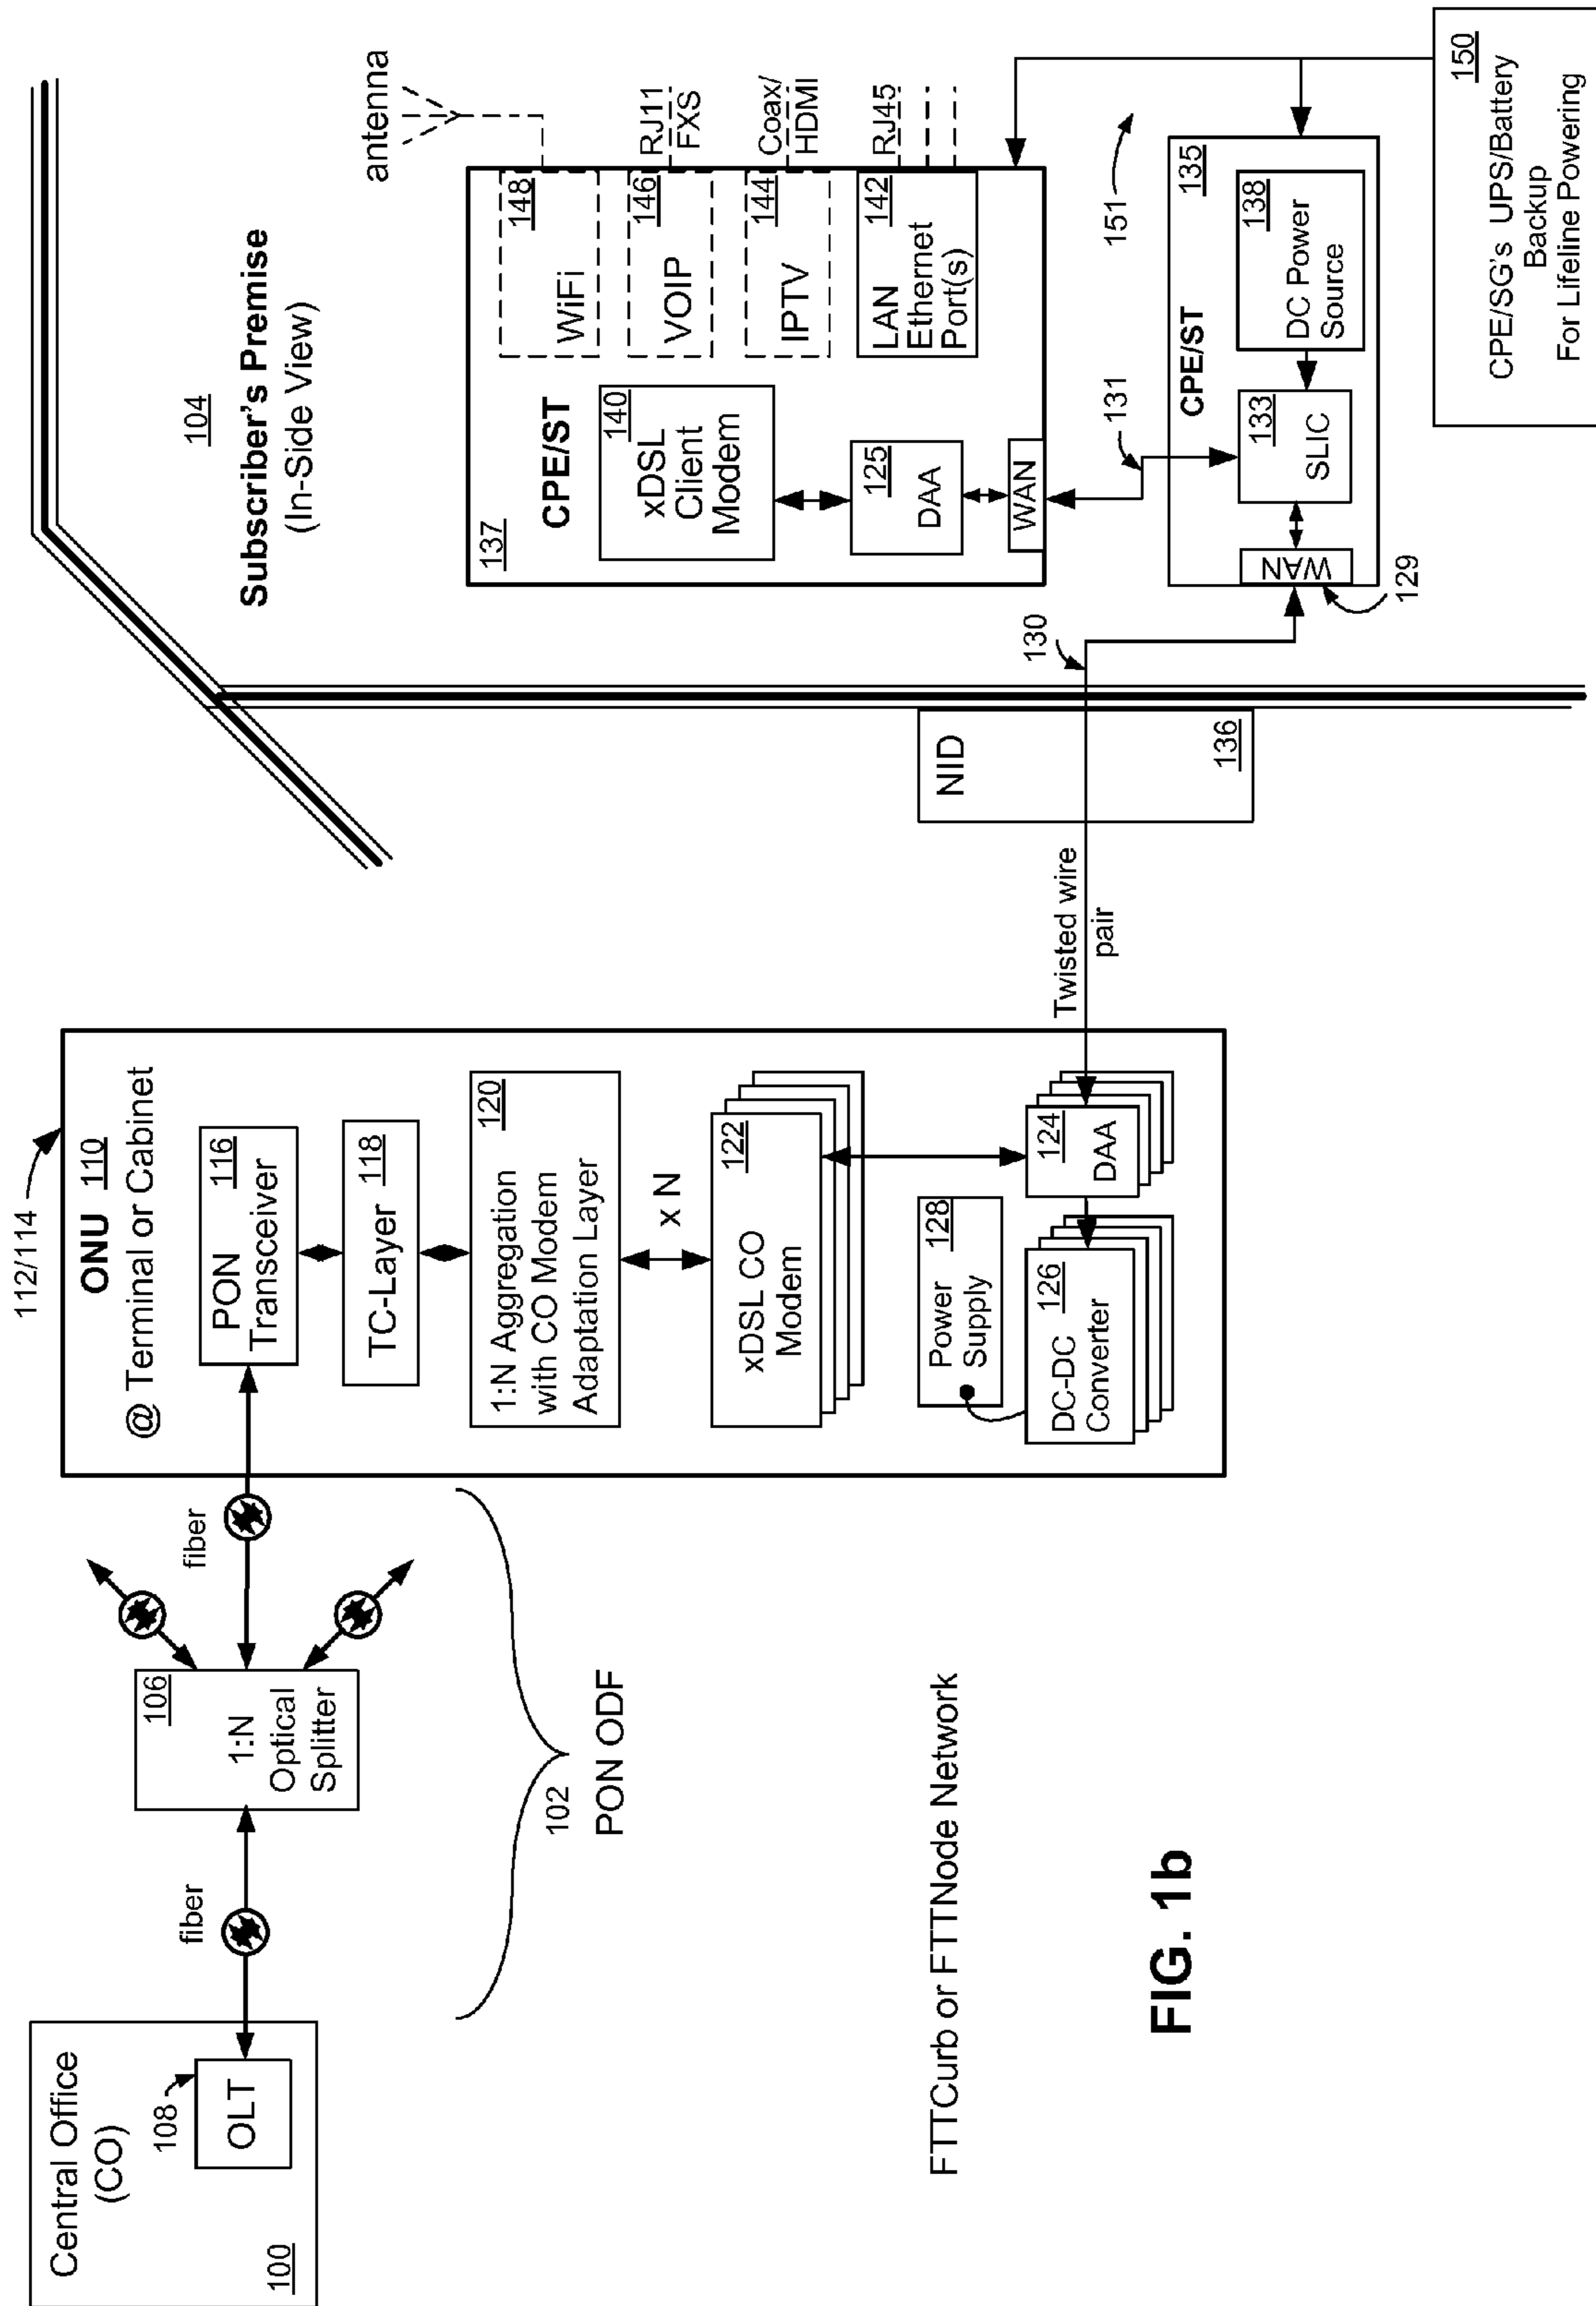 Central Office
(CO)
108
OLT
100
fiber
106
1:N
Optical
Splitter
fiber
102
PON ODF
112/114
ONU 110
@ Terminal or Cabinet
116
PON
Transceiver
118
TC-Layer
120
1:N Aggregation
with CO Modem
Adaptation Layer
x N
122
xDSL CO
Modem
128
Power
Supply
124
DAA
126
DC-DC
Converter
Twisted wire
pair
NID
136
130
104
Subscriber's Premise
(In-Side View)
137
CPE/ST
140
xDSL
Client
Modem
125
DAA
WAN
148
WiFi
146
VOIP
144
IPTV
142
LAN
Ethernet
Port(s)
antenna
RJ11
FXS
Coax/
HDMI
RJ45
131
151
CPE/ST
135
WAN
129
133
SLIC
138
DC Power
Source
150
CPE/SG's UPS/Battery
Backup
For Lifeline Powering
FTTCurb or FTTNode Network
FIG. 1b